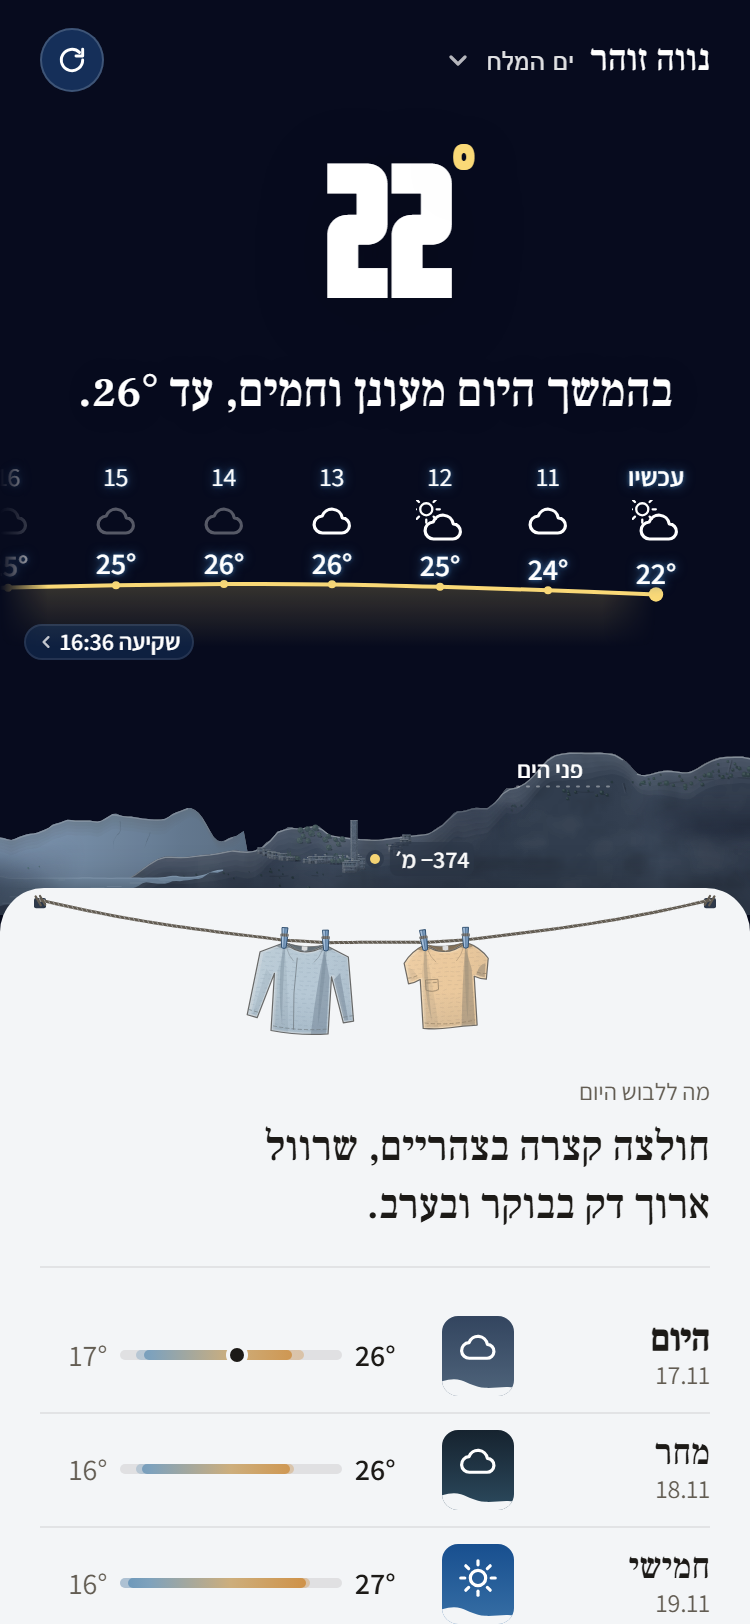 נווה זוהר ים המלח
22°
בהמשך היום מעונן וחמים, עד 26°.
עכשיו 11 12 13 14 15
22° 24° 25° 26° 26° 25°
שקיעה 16:36
פני הים
−374 מ׳
מה ללבוש היום
חולצה קצרה בצהריים, שרוול
ארוך דק בבוקר ובערב.
היום 26° 17°
17.11
מחר 26° 16°
18.11
חמישי 27° 16°
19.11